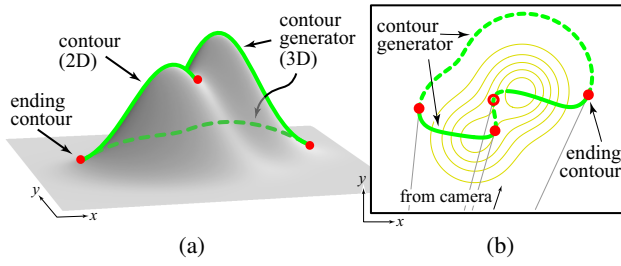 contour
(2D)
contour
generator
(3D)
ending
contour
y
x
(a)
y
x
contour
generator
from camera
ending
contour
(b)